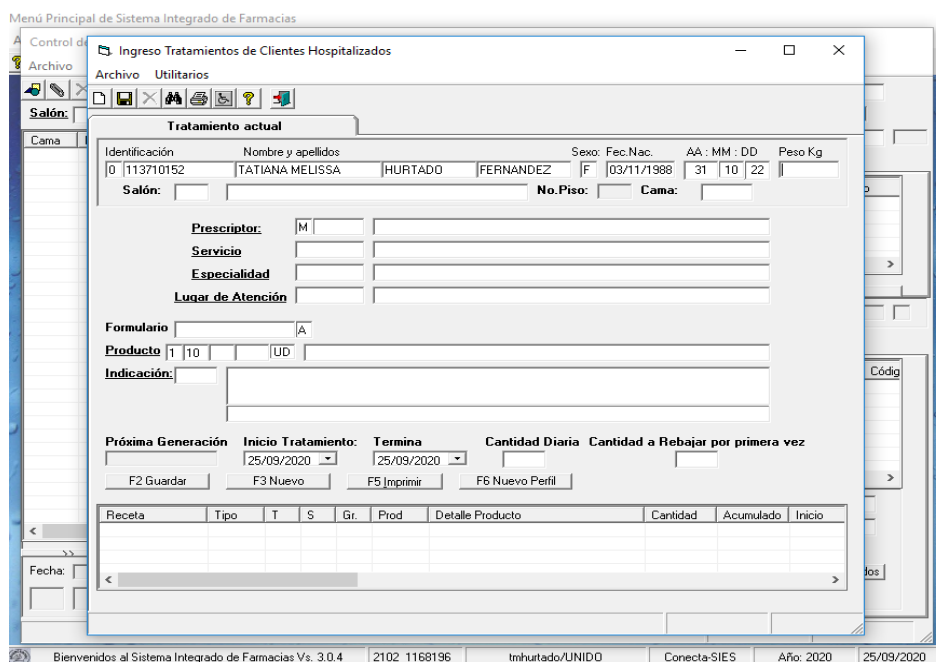 Menú Principal de Sistema Integrado de Farmacias
Control de
Archivo
Salón:
Cama
Ingreso Tratamientos de Clientes Hospitalizados
Archivo Utilitarios
Tratamiento actual
Identificación Nombre y apellidos Sexo: Fec.Nac. AA : MM : DD Peso Kg
0 113710152 TATIANA MELISSA HURTADO FERNANDEZ F 03/11/1988 31 10 22
Salón: No.Piso: Cama:
Prescriptor: M
Servicio
Especialidad
Lugar de Atención
Formulario A
Producto 1 10 UD
Indicación:
Códig
Próxima Generación Inicio Tratamiento: Termina Cantidad Diaria Cantidad a Rebajar por primera vez
25/09/2020 25/09/2020
F2 Guardar F3 Nuevo F5 Imprimir F6 Nuevo Perfil
Receta Tipo T S Gr. Prod Detalle Producto Cantidad Acumulado Inicio
Fecha:
Bienvenidos al Sistema Integrado de Farmacias Vs. 3.0.4 2102 1168196 tmhurtado/UNIDO Conecta-SIES Año: 2020 25/09/2020